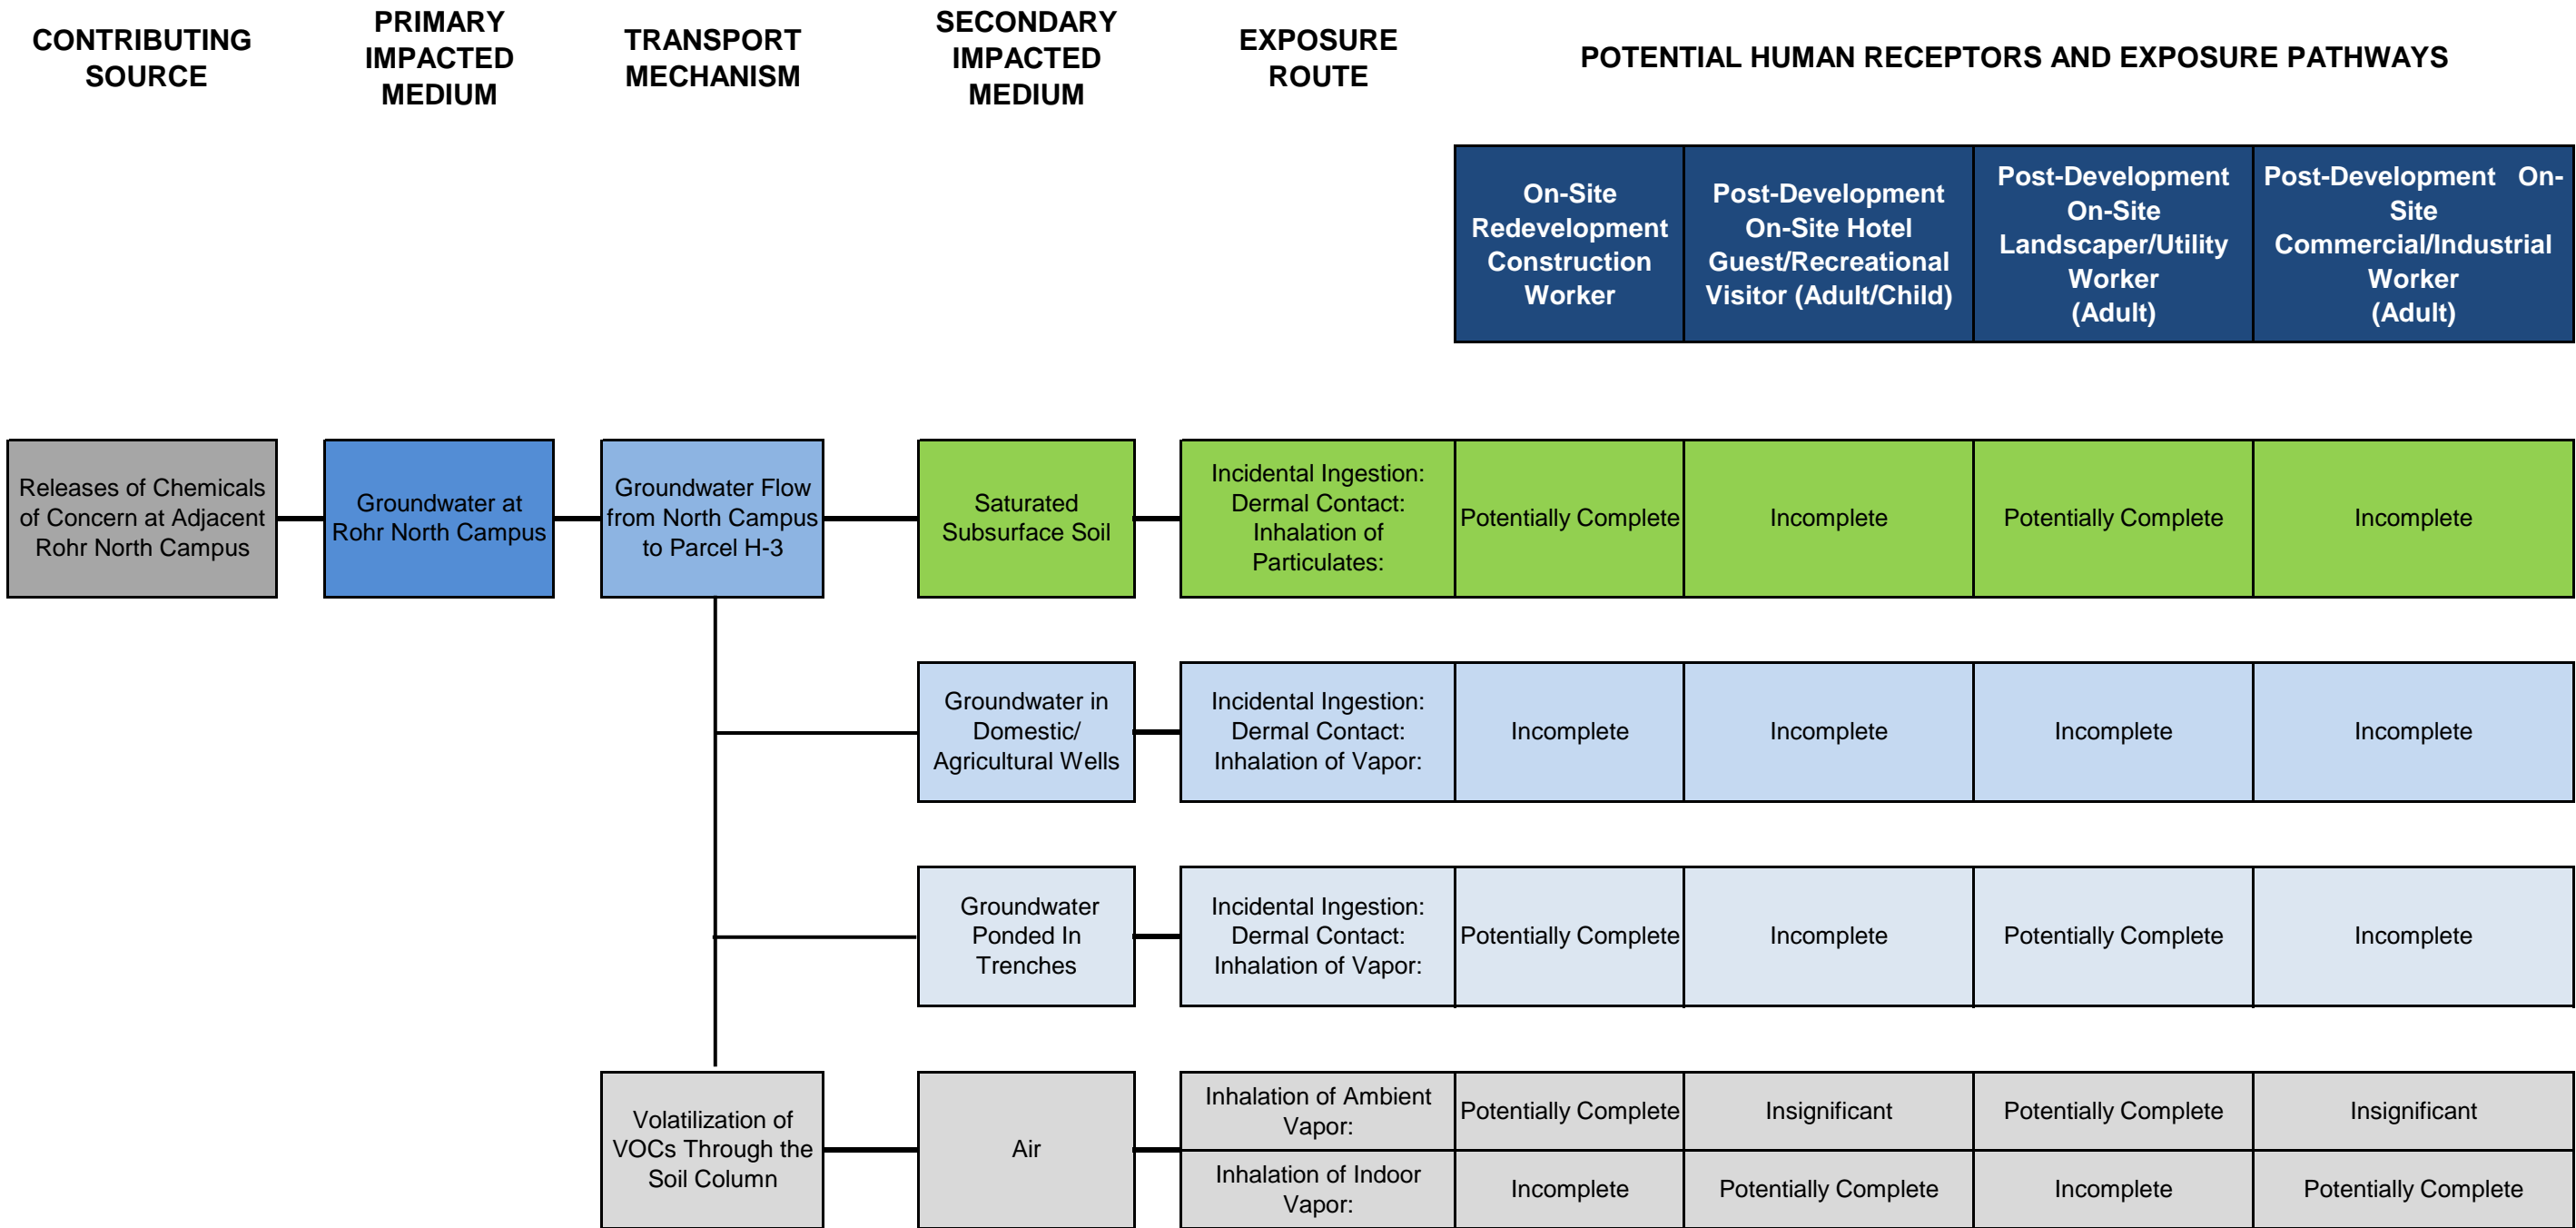 CONTRIBUTING
SOURCE
PRIMARY
IMPACTED
MEDIUM
TRANSPORT
MECHANISM
SECONDARY
IMPACTED
MEDIUM
EXPOSURE
ROUTE
POTENTIAL HUMAN RECEPTORS AND EXPOSURE PATHWAYS
On-Site
Redevelopment
Construction
Worker
Post-Development
On-Site Hotel
Guest/Recreational
Visitor (Adult/Child)
Post-Development
On-Site
Landscaper/Utility
Worker
(Adult)
Post-Development On-
Site
Commercial/Industrial
Worker
(Adult)
Releases of Chemicals
of Concern at Adjacent
Rohr North Campus
Groundwater at
Rohr North Campus
Groundwater Flow
from North Campus
to Parcel H-3
Saturated
Subsurface Soil
Incidental Ingestion:
Dermal Contact:
Inhalation of
Particulates:
Potentially Complete
Incomplete
Potentially Complete
Incomplete
Groundwater in
Domestic/
Agricultural Wells
Incidental Ingestion:
Dermal Contact:
Inhalation of Vapor:
Incomplete
Incomplete
Incomplete
Incomplete
Groundwater
Ponded In
Trenches
Incidental Ingestion:
Dermal Contact:
Inhalation of Vapor:
Potentially Complete
Incomplete
Potentially Complete
Incomplete
Volatilization of
VOCs Through the
Soil Column
Air
Inhalation of Ambient
Vapor:
Potentially Complete
Insignificant
Potentially Complete
Insignificant
Inhalation of Indoor
Vapor:
Incomplete
Potentially Complete
Incomplete
Potentially Complete